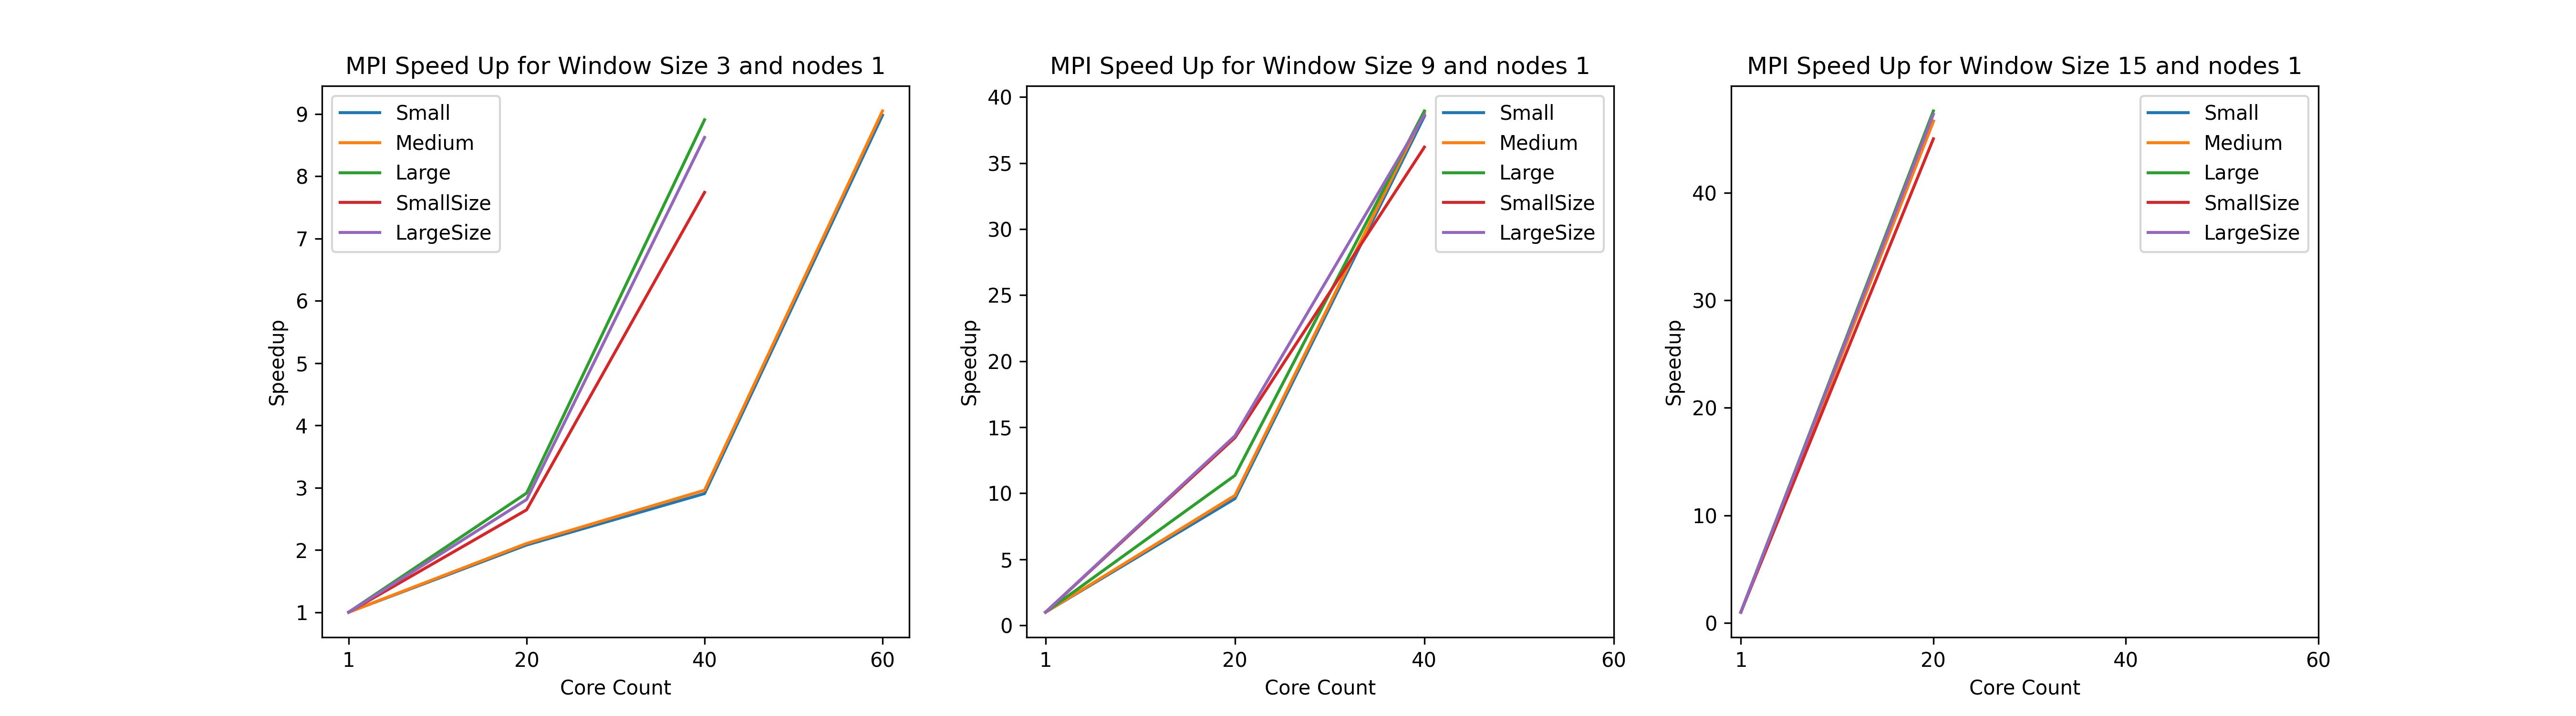 MPI Speed Up for Window Size 3 and nodes 1
Small
Medium
Large
SmallSize
LargeSize
9
8
7
6
5
4
3
2
1
Speedup
1 20 40 60
Core Count
MPI Speed Up for Window Size 9 and nodes 1
Small
Medium
Large
SmallSize
LargeSize
40
35
30
25
20
15
10
5
0
Speedup
1 20 40 60
Core Count
MPI Speed Up for Window Size 15 and nodes 1
Small
Medium
Large
SmallSize
LargeSize
40
30
20
10
0
Speedup
1 20 40 60
Core Count